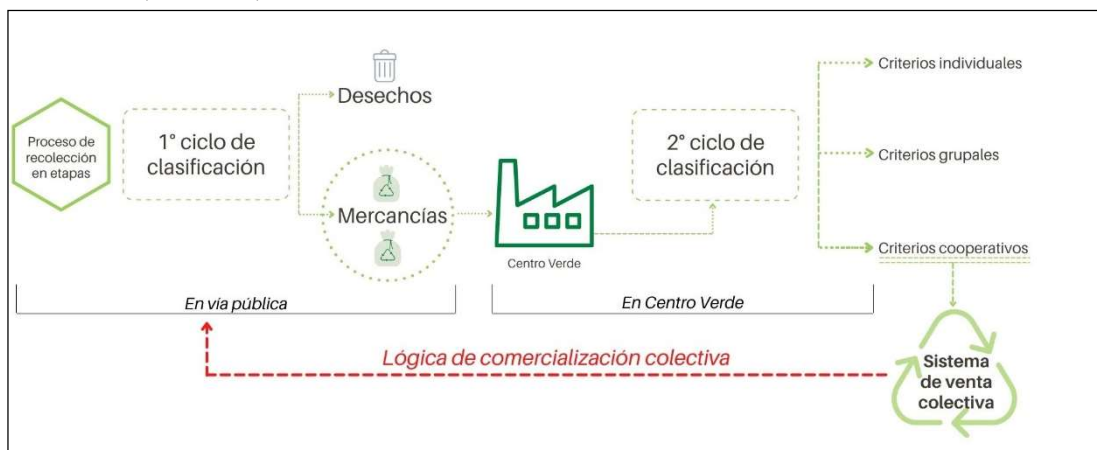 Proceso de
recolección
en etapas
1° ciclo de
clasificación
Desechos
Mercancías
Centro Verde
2° ciclo de
clasificación
Criterios individuales
Criterios grupales
Criterios cooperativos
En vía pública
En Centro Verde
Lógica de comercialización colectiva
Sistema
de venta
colectiva